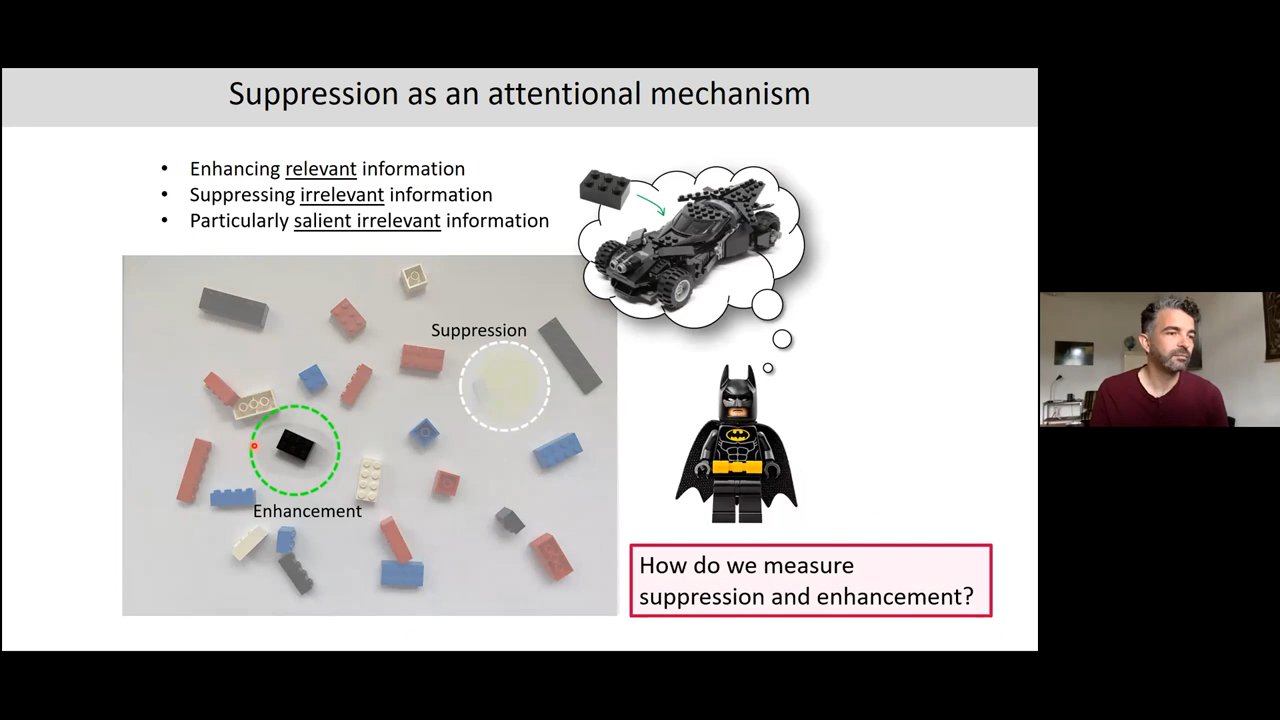 Suppression as an attentional mechanism
• Enhancing relevant information
• Suppressing irrelevant information
• Particularly salient irrelevant information
Suppression
Enhancement
How do we measure
suppression and enhancement?